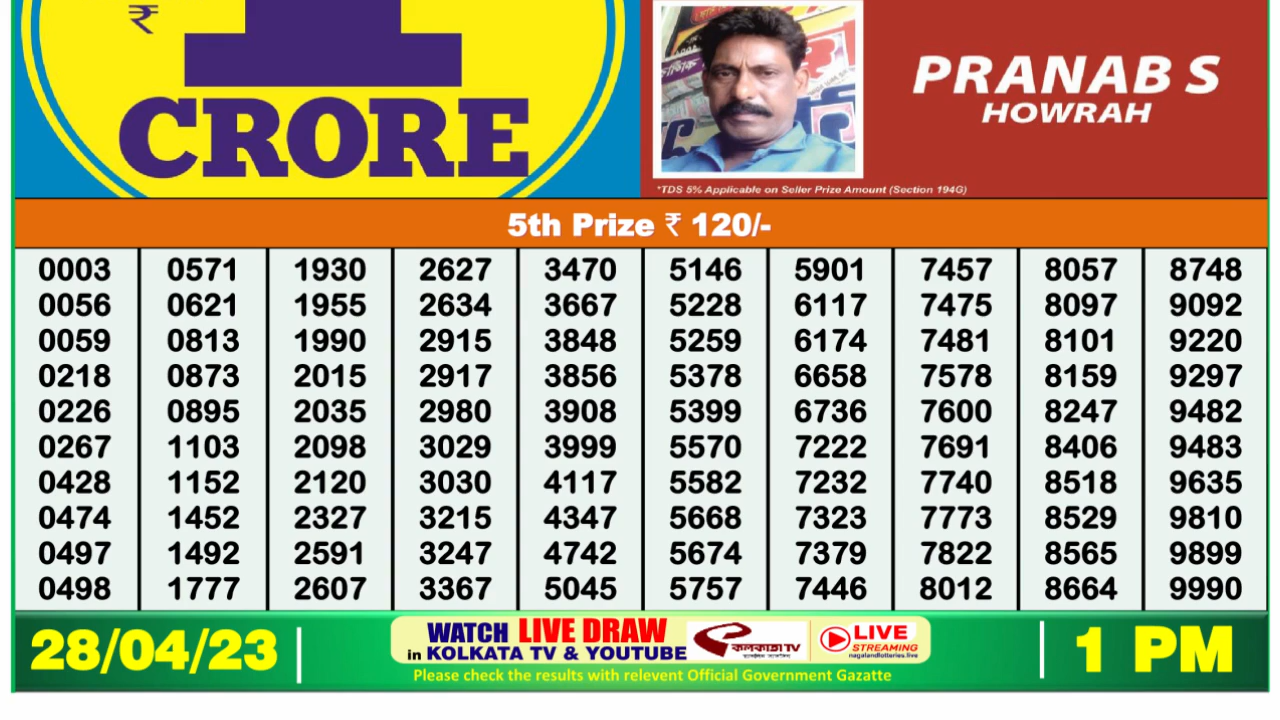 ₹
1
CRORE
PRANAB S
HOWRAH
*TDS 5% Applicable on Seller Prize Amount (Section 194G)
5th Prize ₹ 120/-
0003 0571 1930 2627 3470 5146 5901 7457 8057 8748
0056 0621 1955 2634 3667 5228 6117 7475 8097 9092
0059 0813 1990 2915 3848 5259 6174 7481 8101 9220
0218 0873 2015 2917 3856 5378 6658 7578 8159 9297
0226 0895 2035 2980 3908 5399 6736 7600 8247 9482
0267 1103 2098 3029 3999 5570 7222 7691 8406 9483
0428 1152 2120 3030 4117 5582 7232 7740 8518 9635
0474 1452 2327 3215 4347 5668 7323 7773 8529 9810
0497 1492 2591 3247 4742 5674 7379 7822 8565 9899
0498 1777 2607 3367 5045 5757 7446 8012 8664 9990
28/04/23
WATCH LIVE DRAW
in KOLKATA TV & YOUTUBE
কলকাতা TV
LIVE
STREAMING
nagalandlotteries.live
1 PM
Please check the results with relevent Official Government Gazatte